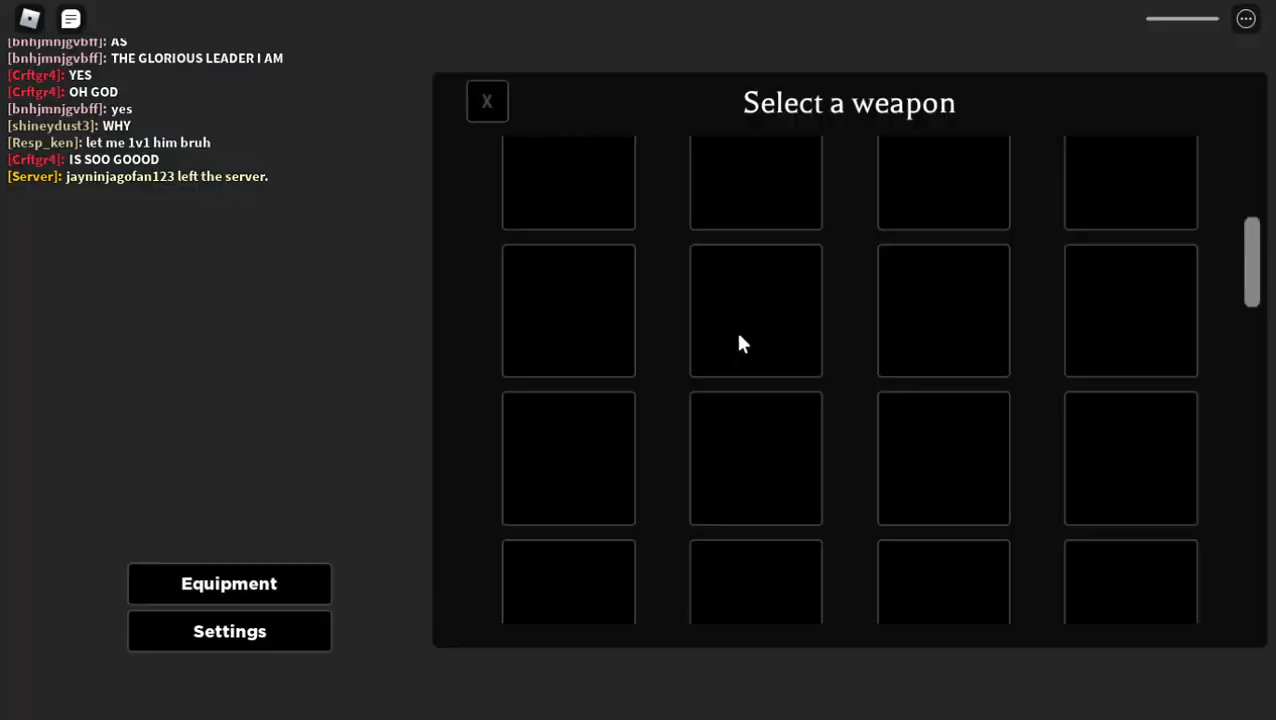 [bnhjmnjgvbff]: AS
[bnhjmnjgvbff]: THE GLORIOUS LEADER I AM
[Crftgr4]: YES
[Crftgr4]: OH GOD
[bnhjmnjgvbff]: yes
[shineydust3]: WHY
[Resp_ken]: let me 1v1 him bruh
[Crftgr4]: IS SOO GOOOD
[Server]: jayninjagofan123 left the server.
X
Select a weapon
Equipment
Settings